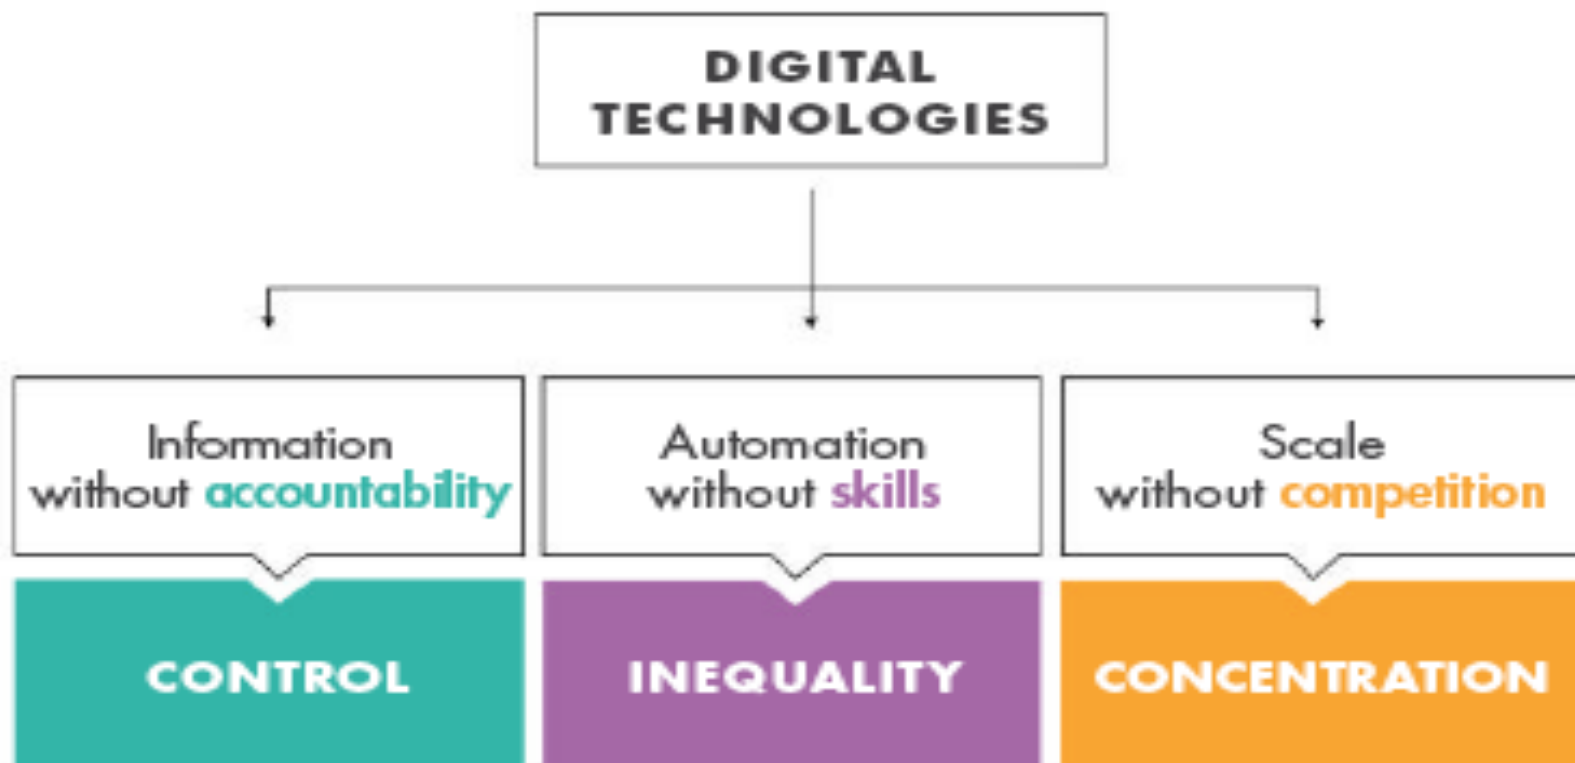 DIGITAL
TECHNOLOGIES
Information
without accountability
Automation
without skills
Scale
without competition
CONTROL
INEQUALITY
CONCENTRATION